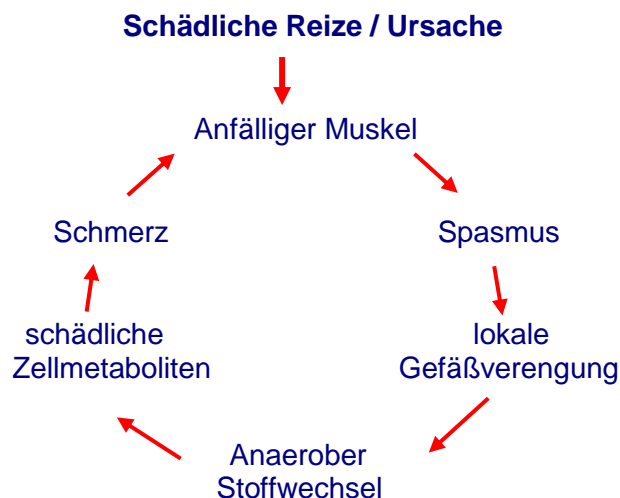 Schädliche Reize / Ursache
Anfälliger Muskel
Spasmus
lokale
Gefäßverengung
Anaerober
Stoffwechsel
schädliche
Zellmetaboliten
Schmerz